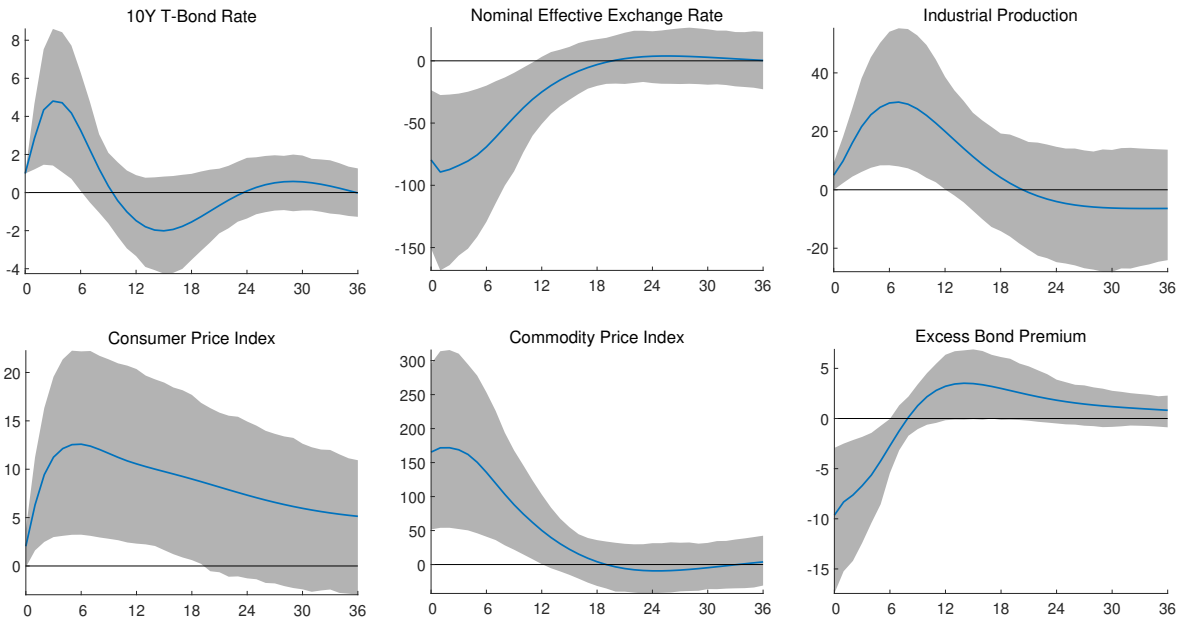 10Y T-Bond Rate
8
6
4
2
0
-2
-4
0 6 12 18 24 30 36
Nominal Effective Exchange Rate
0
-50
-100
-150
0 6 12 18 24 30 36
Industrial Production
40
20
0
-20
0 6 12 18 24 30 36
Consumer Price Index
20
15
10
5
0
0 6 12 18 24 30 36
Commodity Price Index
300
250
200
150
100
50
0
0 6 12 18 24 30 36
Excess Bond Premium
5
0
-5
-10
-15
0 6 12 18 24 30 36